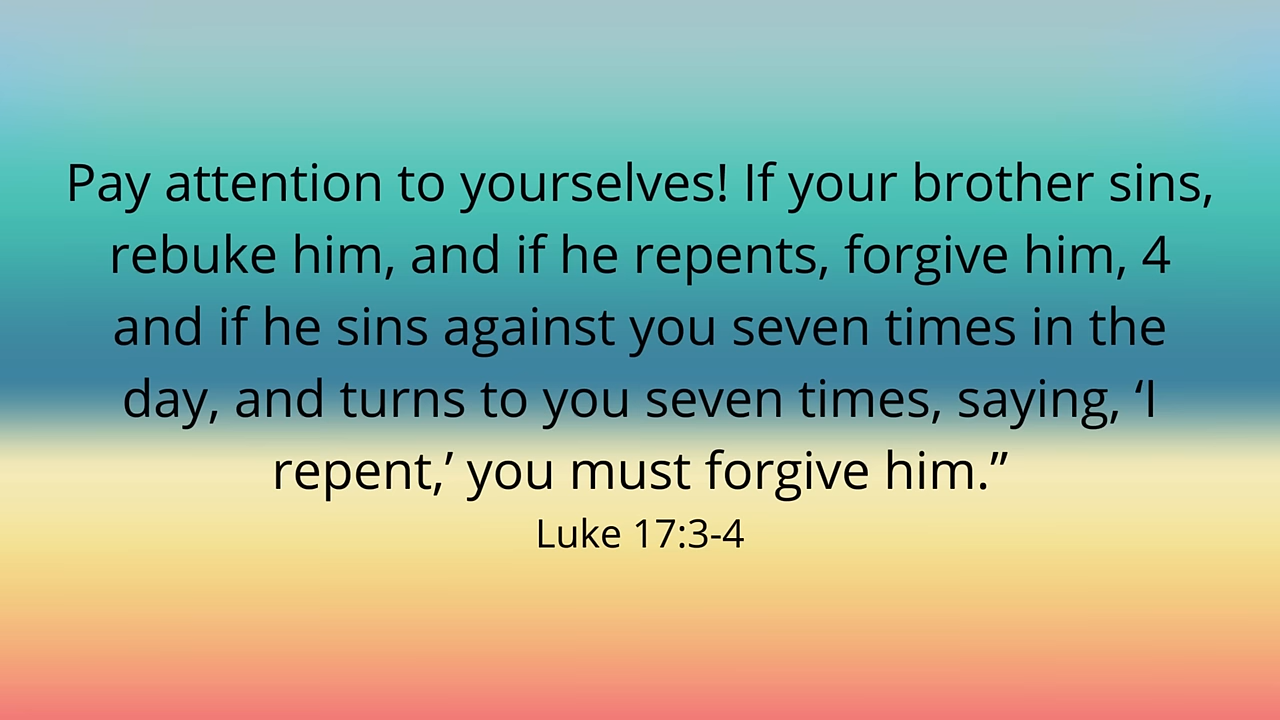 Pay attention to yourselves! If your brother sins,
rebuke him, and if he repents, forgive him, 4
and if he sins against you seven times in the
day, and turns to you seven times, saying, ‘I
repent,’ you must forgive him.”
Luke 17:3-4